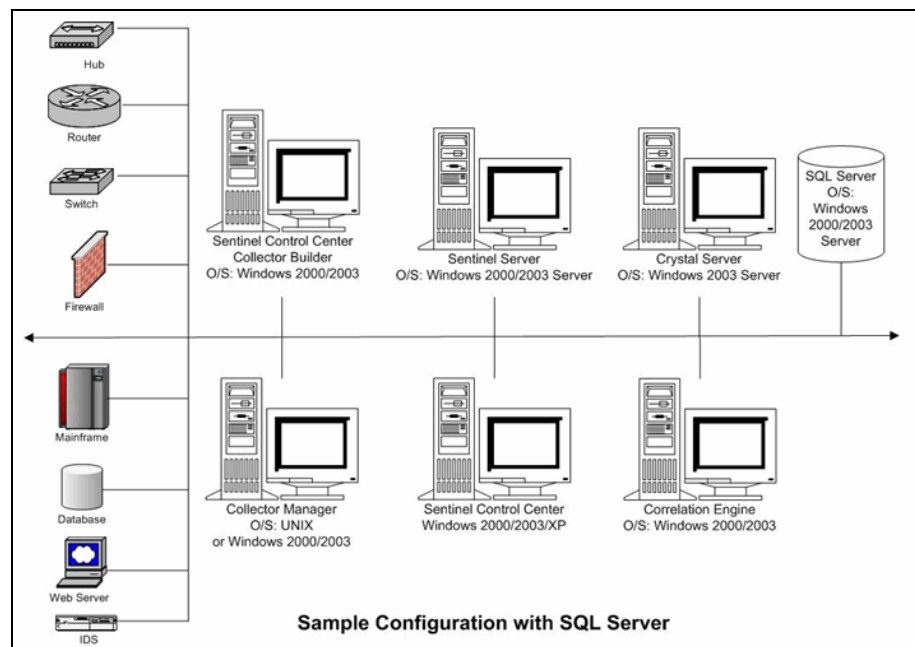 Hub
Router
Switch
Firewall
Mainframe
Database
Web Server
IDS
Sentinel Control Center
Collector Builder
O/S: Windows 2000/2003
Sentinel Server
O/S: Windows 2000/2003 Server
Crystal Server
O/S: Windows 2003 Server
SQL Server
O/S:
Windows
2000/2003
Server
Collector Manager
O/S: UNIX
or Windows 2000/2003
Sentinel Control Center
Windows 2000/2003/XP
Correlation Engine
O/S: Windows 2000/2003
Sample Configuration with SQL Server